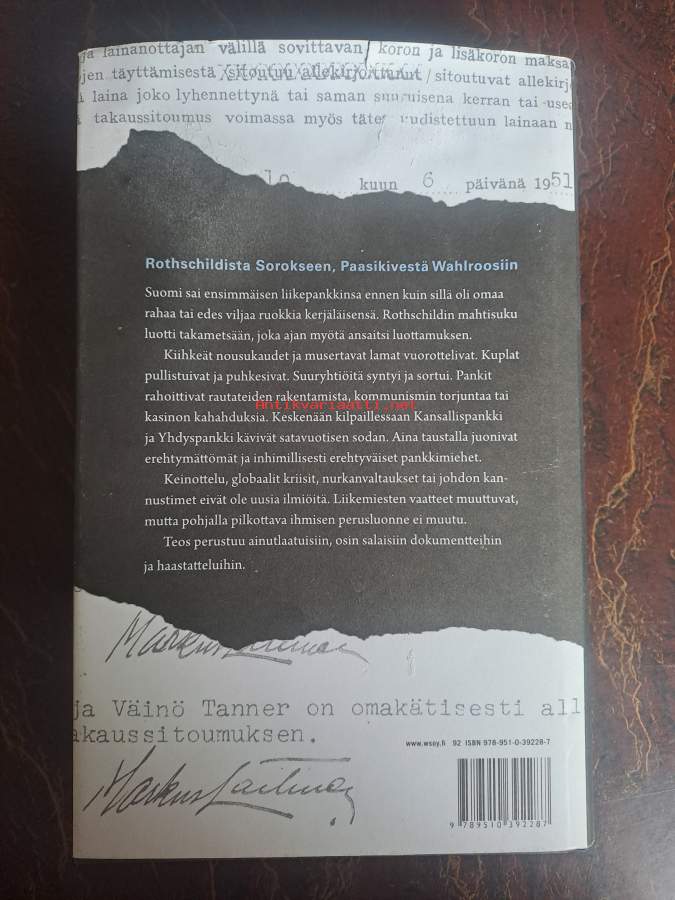 ja lainanottajan välillä sovittavan koron ja lisäkoron maksa
jen täyttämisestä sitoutuu allekirjoittanut/sitoutuvat allekirj
laina joko lyhennettynä tai saman suuruisena kerran tai usea
takaussitoumus voimassa myös täten uudistettuun lainaan n
kuun 6 päivänä 1951
Rothschildista Sorokseen, Paasikivestä Wahlroosiin
Suomi sai ensimmäisen liikepankkinsa ennen kuin sillä oli omaa
rahaa tai edes viljaa ruokkia kerjäläisensä. Rothschildin mahtisuku
luotti takametsään, joka ajan myötä ansaitsi luottamuksen.
Kiihkeät nousukaudet ja musertavat lamat vuorottelivat. Kuplat
pullistuivat ja puhkesivat. Suuryhtiöitä syntyi ja sortui. Pankit
rahoittivat rautateiden rakentamista, kommunismin torjuntaa tai
kasinon kahahduksia. Keskenään kilpaillessaan Kansallispankki
ja Yhdyspankki kävivät satavuotisen sodan. Aina taustalla juonivat
erehtymättömät ja inhimillisesti erehtyväiset pankkimiehet.
Keinottelu, globaalit kriisit, nurkanvaltaukset tai johdon kan-
nustimet eivät ole uusia ilmiöitä. Liikemiesten vaatteet muuttuvat,
mutta pohjalla pilkottava ihmisen perusluonne ei muutu.
Teos perustuu ainutlaatuisiin, osin salaisiin dokumentteihin
ja haastatteluihin.
Antikvariaatti.net
ja Väinö Tanner on omakätisesti all
akaussitoumuksen.
www.wsoy.fi 92 ISBN 978-951-0-39228-7
9 789510 392287